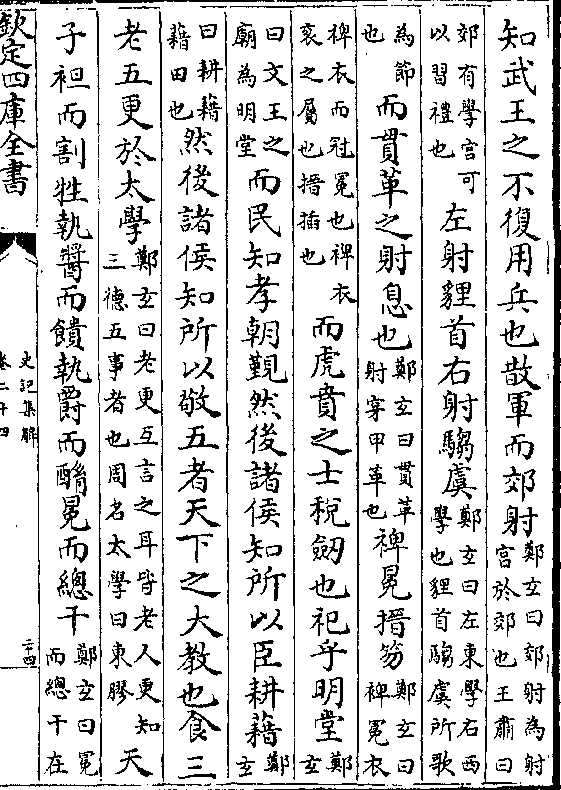 知武王之不復用兵也散軍而郊射鄭玄曰郊射為射宮於郊也王肅曰
郊有學宮可以習禮也左射貍首右射騶虞鄭玄曰左東學右西學也貍首騶虞所歌
為節也而貫革之射息也鄭玄曰貫革射穿甲革也裨冕搢笏鄭玄曰裨冕衣
裨衣而冠冕也裨衣衮之屬也搢插也而虎賁之士稅劒也祀乎明堂鄭玄
曰文王之廟為明堂而民知孝朝覲然後諸侯知所以臣耕藉鄭玄
曰耕藉藉田也然後諸侯知所以敬五者天下之大教也食三
老五更於太學鄭玄曰老更互言之耳皆老人更知三德五事者也周名太學曰東膠天
子袒而割牲執醬而饋執爵而酳冕而總干鄭玄曰冕而總干在
欽定四庫全書
史記集解
卷二十四
二十四